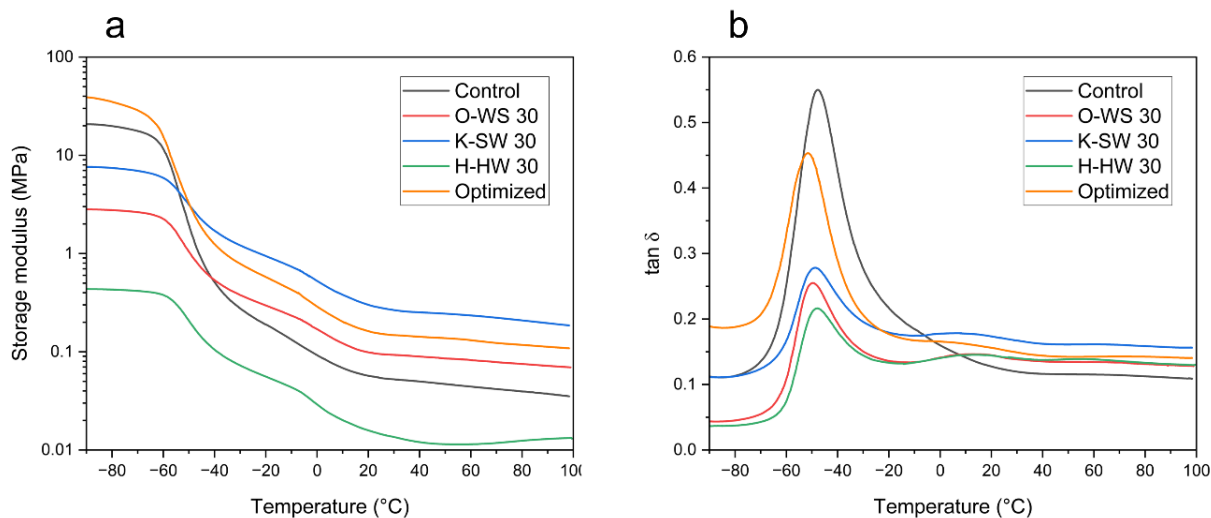 a
100
10
1
0.1
0.01
Storage modulus (MPa)
−80 −60 −40 −20 0 20 40 60 80 100
Temperature (°C)
Control
O-WS 30
K-SW 30
H-HW 30
Optimized
b
0.6
0.5
0.4
0.3
0.2
0.1
0.0
tan δ
−80 −60 −40 −20 0 20 40 60 80 100
Temperature (°C)
Control
O-WS 30
K-SW 30
H-HW 30
Optimized